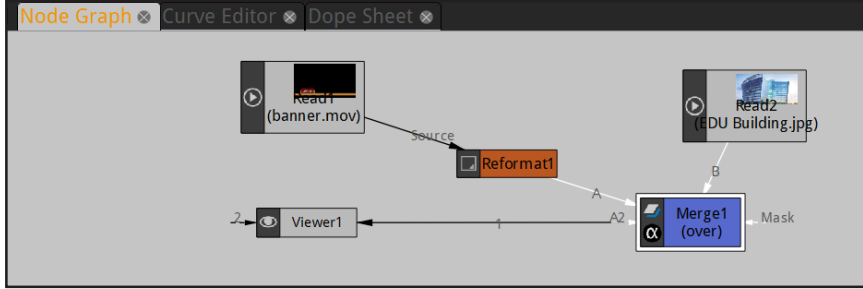 Node Graph Curve Editor Dope Sheet
Read1
(banner.mov)
Read2
(EDU Building.jpg)
Source
Reformat1
B
A
2
Viewer1
1
A2
Merge1
(over)
Mask
α